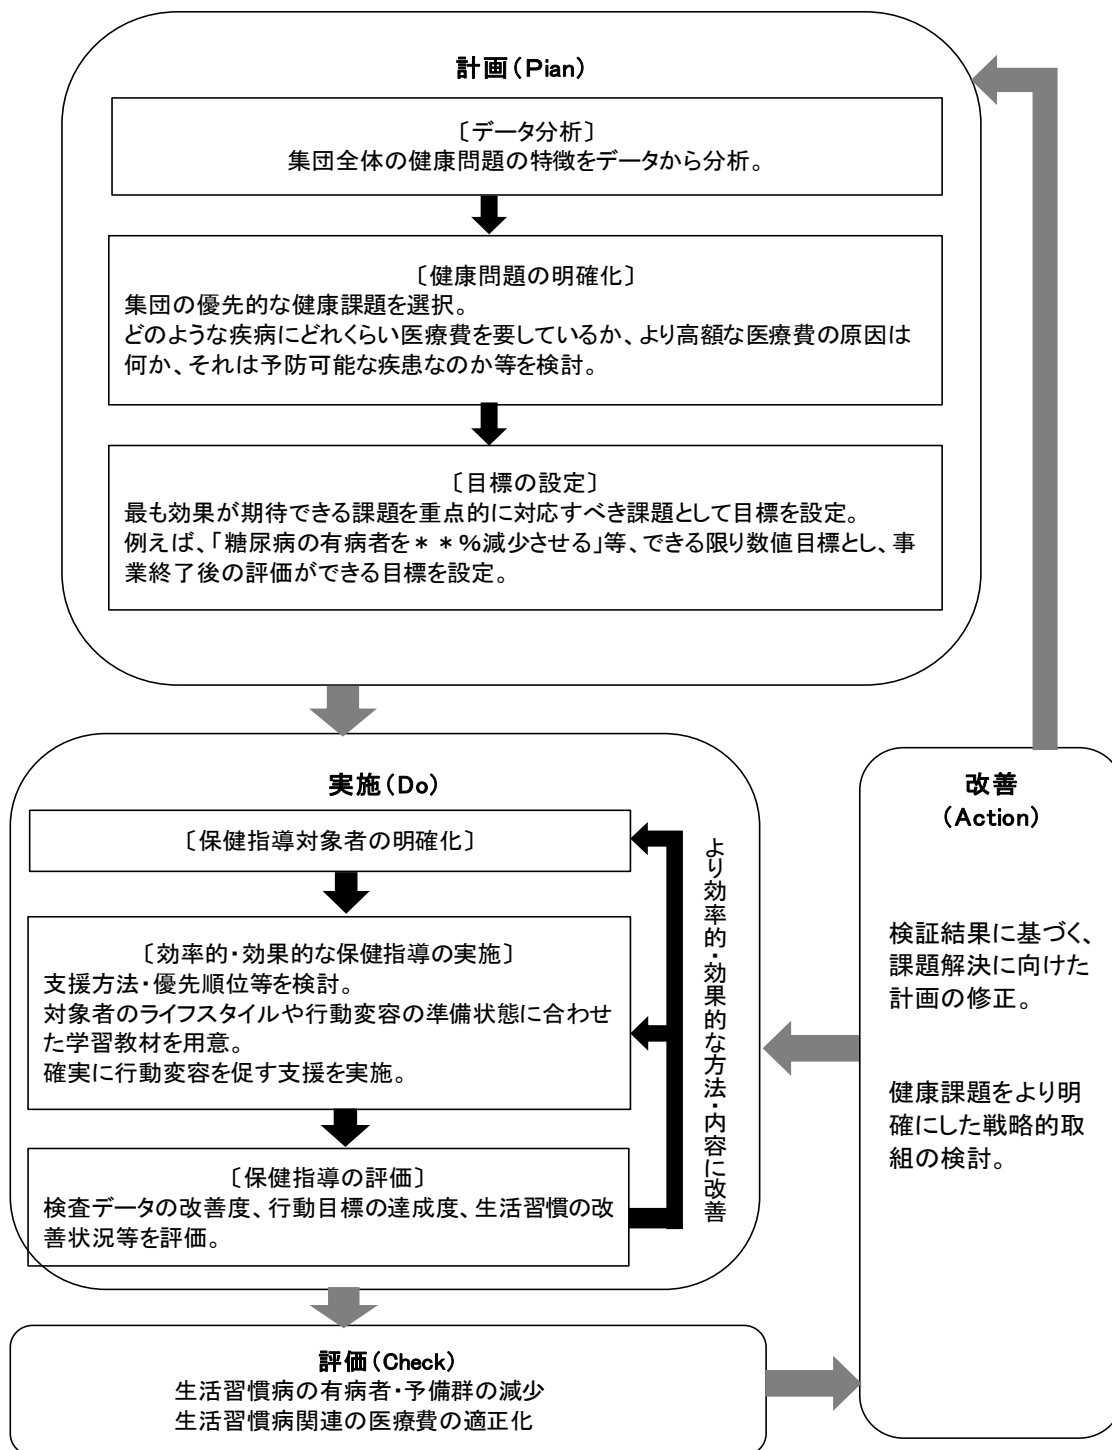 計画(Pian)
〔データ分析〕
集団全体の健康問題の特徴をデータから分析。
〔健康問題の明確化〕
集団の優先的な健康課題を選択。
どのような疾病にどれくらい医療費を要しているか、より高額な医療費の原因は
何か、それは予防可能な疾患なのか等を検討。
〔目標の設定〕
最も効果が期待できる課題を重点的に対応すべき課題として目標を設定。
例えば、「糖尿病の有病者を＊＊%減少させる」等、できる限り数値目標とし、事
業終了後の評価ができる目標を設定。
実施(Do)
〔保健指導対象者の明確化〕
〔効率的・効果的な保健指導の実施〕
支援方法・優先順位等を検討。
対象者のライフスタイルや行動変容の準備状態に合わせ
た学習教材を用意。
確実に行動変容を促す支援を実施。
〔保健指導の評価〕
検査データの改善度、行動目標の達成度、生活習慣の改
善状況等を評価。
より効率的・効果的な方法・内容に改善
評価(Check)
生活習慣病の有病者・予備群の減少
生活習慣病関連の医療費の適正化
改善
(Action)
検証結果に基づく、
課題解決に向けた
計画の修正。
健康課題をより明
確にした戦略的取
組の検討。